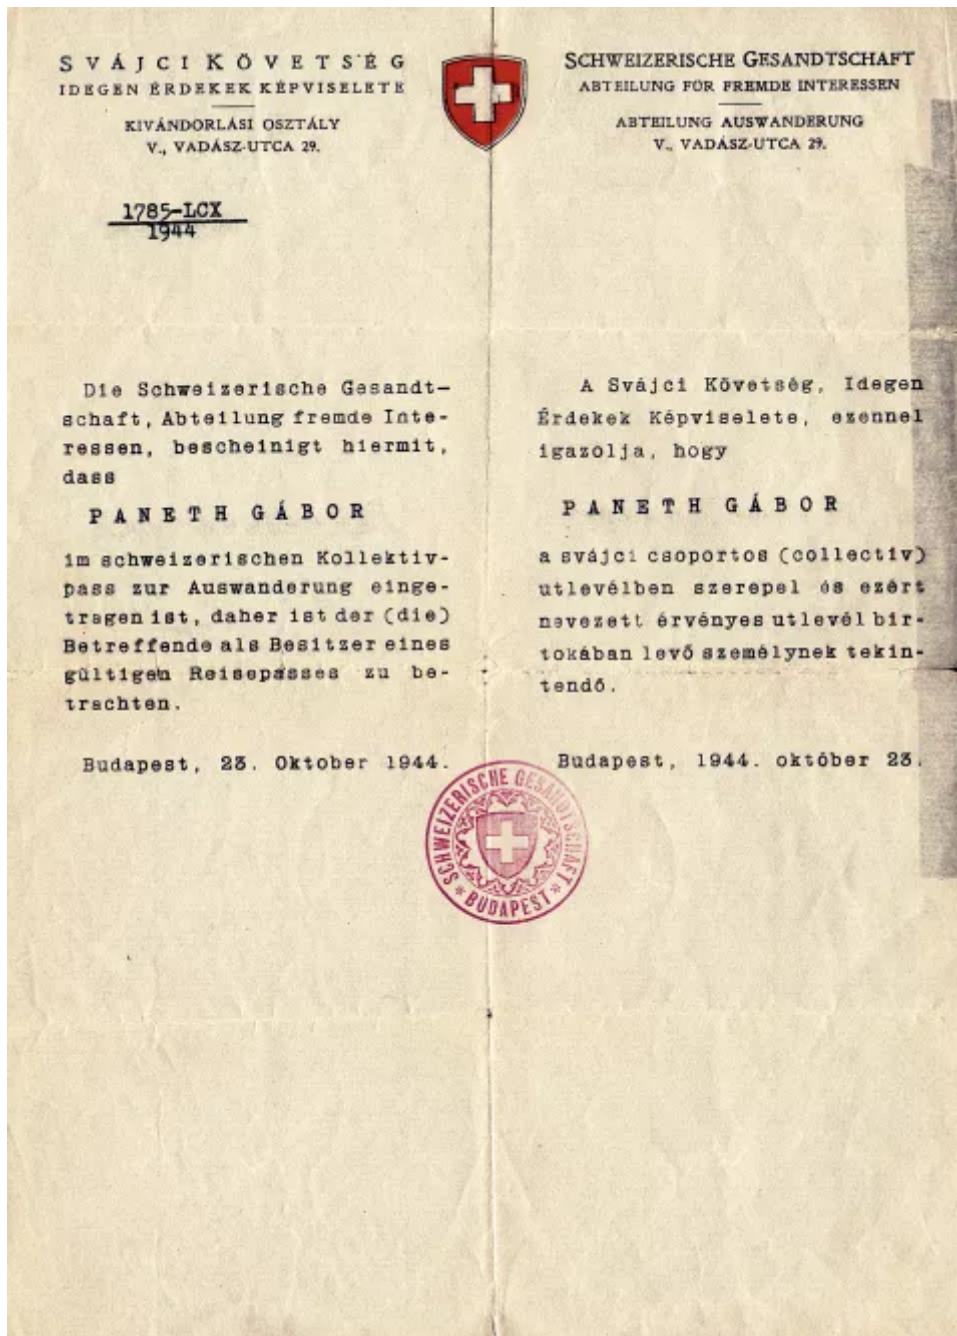 SVÁJCI KÖVETSÉG
IDEGEN ÉRDEKEK KÉPVISELETE
KIVÁNDORLÁSI OSZTÁLY
V., VADÁSZ-UTCA 29.
SCHWEIZERISCHE GESANDTSCHAFT
ABTEILUNG FÜR FREMDE INTERESSEN
ABTEILUNG AUSWANDERUNG
V., VADÁSZ-UTCA 29.
1785-LCX
1944
Die Schweizerische Gesandt-
schaft, Abteilung fremde Inte-
ressen, bescheinigt hiermit,
dass
PANETH GÁBOR
im schweizerischen Kollektiv-
pass zur Auswanderung einge-
tragen ist, daher ist der (die)
Betreffende als Besitzer eines
gültigen Reisepasses zu be-
trachten.
Budapest, 23. Oktober 1944.
A Svájci Követség, Idegen
Érdekek Képviselete, ezennel
igazolja, hogy
PANETH GÁBOR
a svájci csoportos (collectiv)
utlevélben szerepel és ezért
nevezett érvényes utlevél bir-
tokában levő személynek tekin-
tendő.
Budapest, 1944. október 23.
SCHWEIZERISCHE GESANDTSCHAFT
* BUDAPEST *